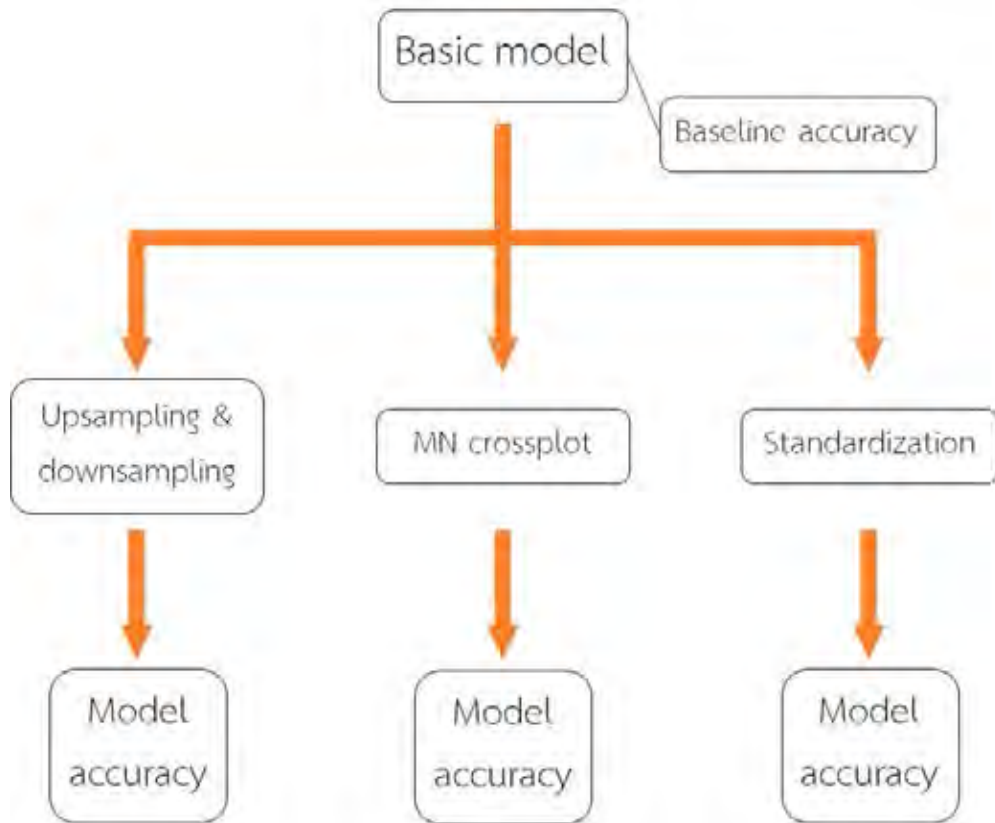 Basic model
Baseline accuracy
Upsampling &
downsampling
MN crossplot
Standardization
Model
accuracy
Model
accuracy
Model
accuracy